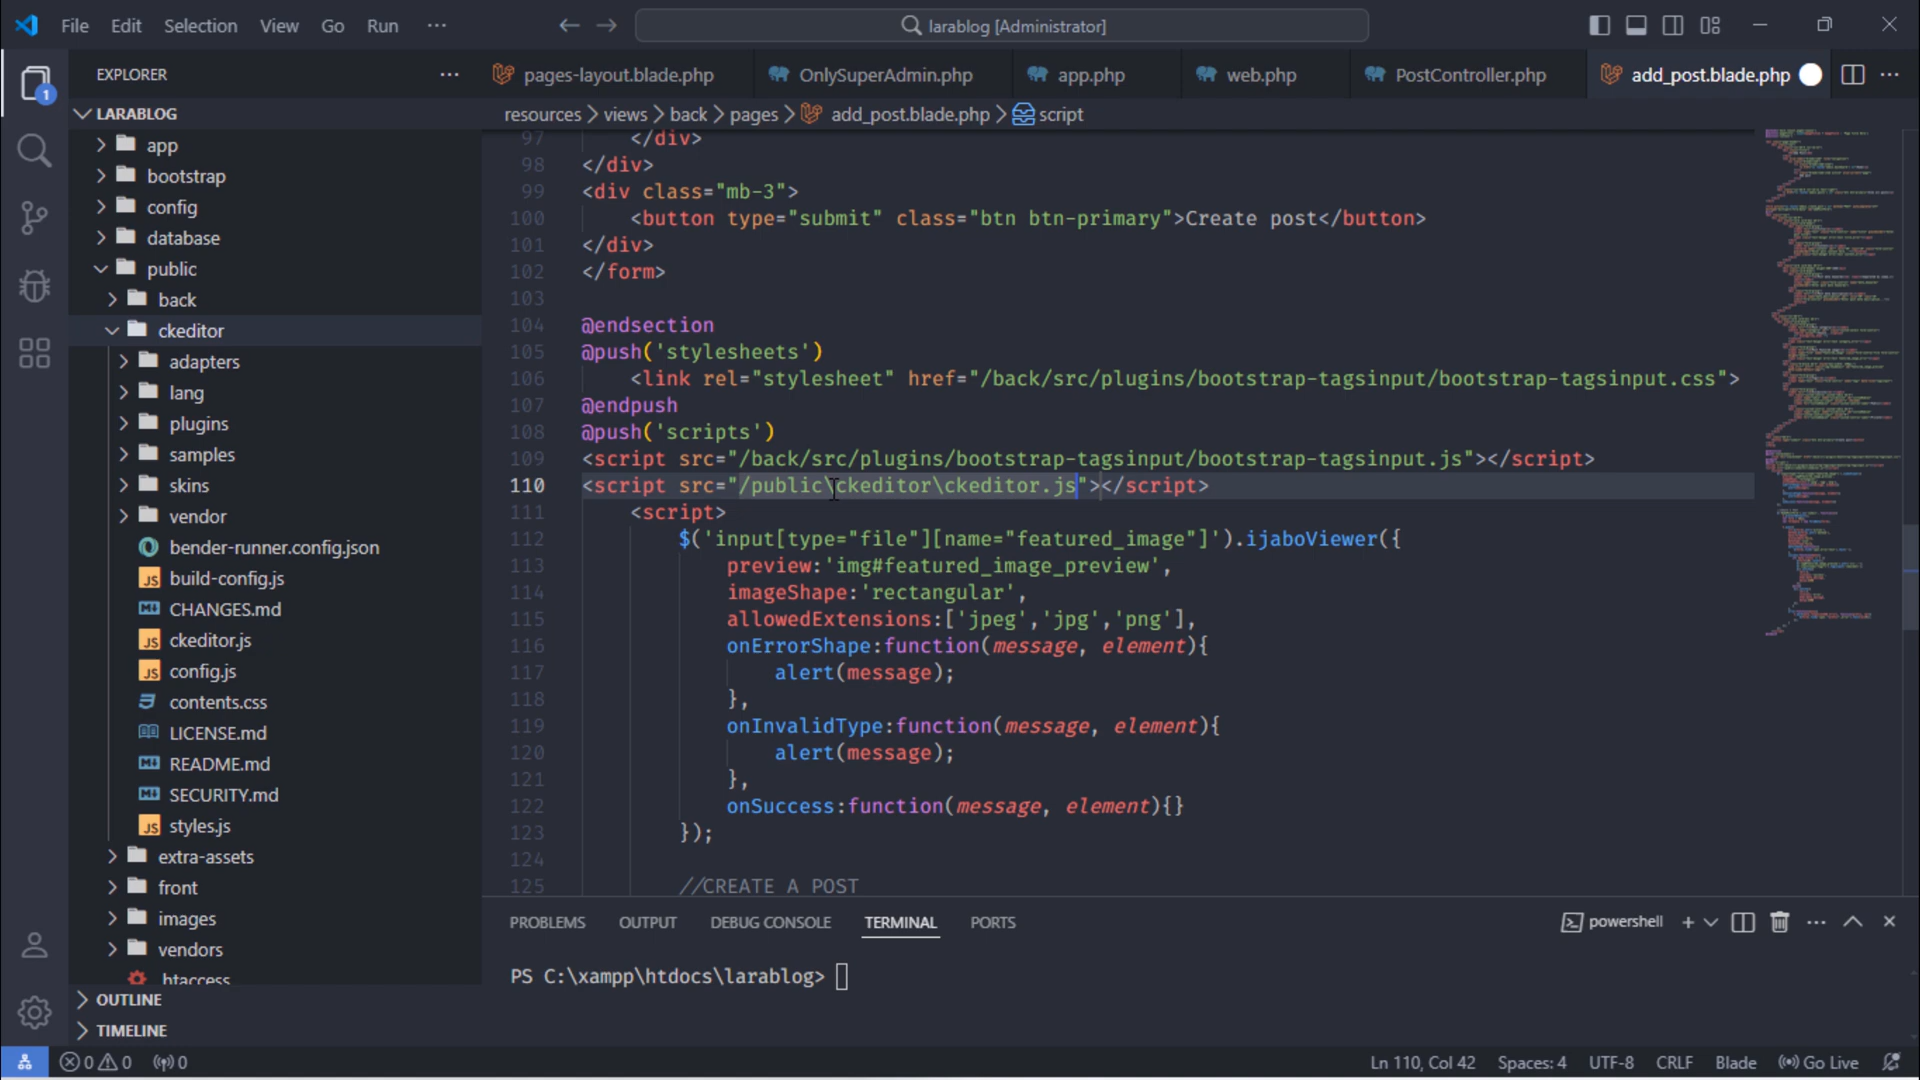 File Edit Selection View Go Run ··· larablog [Administrator]
EXPLORER ···
pages-layout.blade.php OnlySuperAdmin.php app.php web.php PostController.php add_post.blade.php ···
LARABLOG
resources > views > back > pages > add_post.blade.php > script
app
bootstrap
config
database
public
back
ckeditor
adapters
lang
plugins
samples
skins
vendor
bender-runner.config.json
JS build-config.js
CHANGES.md
JS ckeditor.js
JS config.js
contents.css
LICENSE.md
README.md
SECURITY.md
JS styles.js
extra-assets
front
images
vendors
.htaccess
OUTLINE
TIMELINE
1
97 </div>
98 </div>
99 <div class="mb-3">
100 <button type="submit" class="btn btn-primary">Create post</button>
101 </div>
102 </form>
103
104 @endsection
105 @push('stylesheets')
106 <link rel="stylesheet" href="/back/src/plugins/bootstrap-tagsinput/bootstrap-tagsinput.css">
107 @endpush
108 @push('scripts')
109 <script src="/back/src/plugins/bootstrap-tagsinput/bootstrap-tagsinput.js"></script>
110 <script src="/public\ckeditor\ckeditor.js"></script>
111 <script>
112 $('input[type="file"][name="featured_image"]').ijaboViewer({
113 preview:'img#featured_image_preview',
114 imageShape:'rectangular',
115 allowedExtensions:['jpeg','jpg','png'],
116 onErrorShape:function(message, element){
117 alert(message);
118 },
119 onInvalidType:function(message, element){
120 alert(message);
121 },
122 onSuccess:function(message, element){}
123 });
124
125 //CREATE A POST
PROBLEMS OUTPUT DEBUG CONSOLE TERMINAL PORTS powershell
PS C:\xampp\htdocs\larablog>
0 0 0 Ln 110, Col 42 Spaces: 4 UTF-8 CRLF Blade Go Live